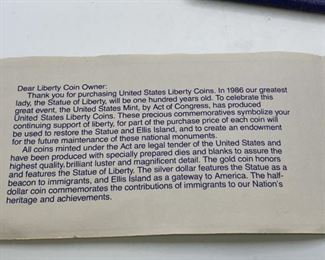 Dear Liberty Coin Owner:
Thank you for purchasing United States Liberty Coins. In 1986 our greatest
lady, the Statue of Liberty, will be one hundred years old. To celebrate this
great event, the United States Mint, by Act of Congress, has produced
United States Liberty Coins. These precious commemoratives symbolize your
continuing support of liberty, for part of the purchase price of each coin will
be used to restore the Statue and Ellis Island, and to create an endowment
for the future maintenance of these national monuments.
All coins minted under the Act are legal tender of the United States and
have been produced with specially prepared dies and blanks to assure the
highest quality, brilliant luster and magnificent detail. The gold coin honors
and features the Statue of Liberty. The silver dollar features the Statue as a
beacon to immigrants, and Ellis Island as a gateway to America. The half-
dollar coin commemorates the contributions of immigrants to our Nation's
heritage and achievements.